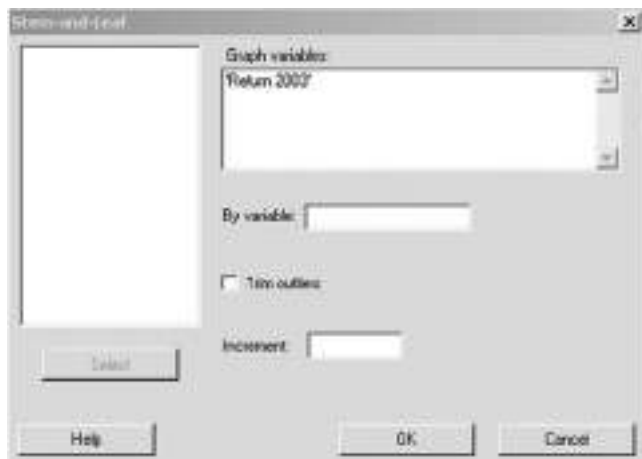 Stem-and-Leaf
Graph variables:
'Return 2003'
By variable:
Trim outliers
Increment:
Select
Help
OK
Cancel